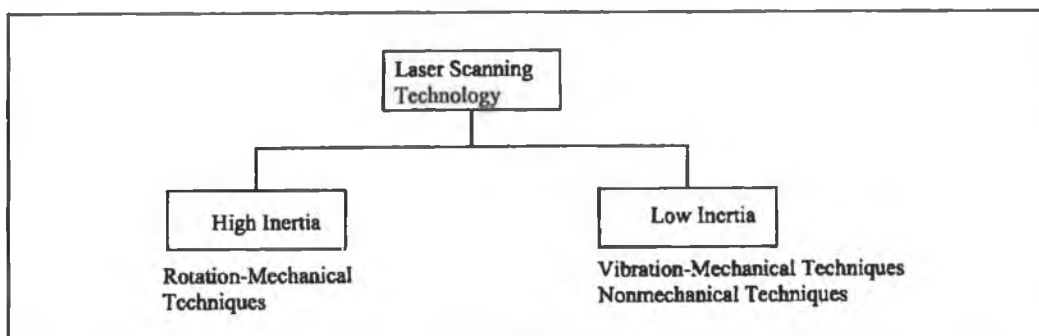 Laser Scanning
Technology
High Inertia
Low Inertia
Rotation-Mechanical
Techniques
Vibration-Mechanical Techniques
Nonmechanical Techniques